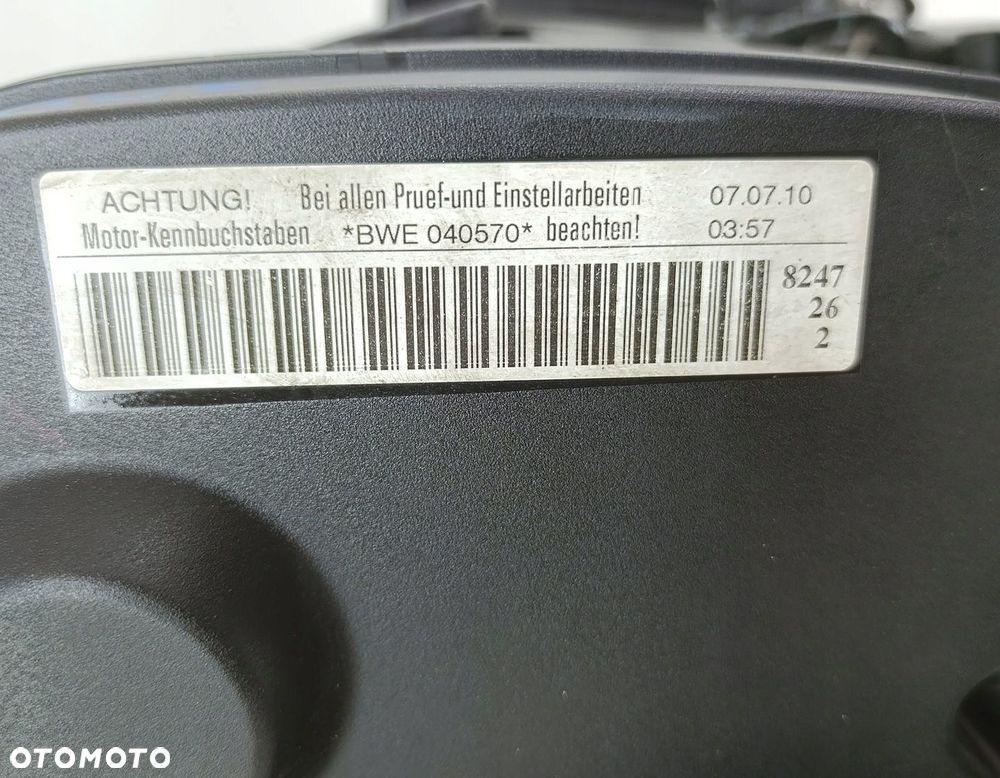 ACHTUNG! Bei allen Pruef-und Einstellarbeiten 07.07.10
Motor-Kennbuchstaben *BWE 040570* beachten! 03:57
8247
26
2
OTOMOTO